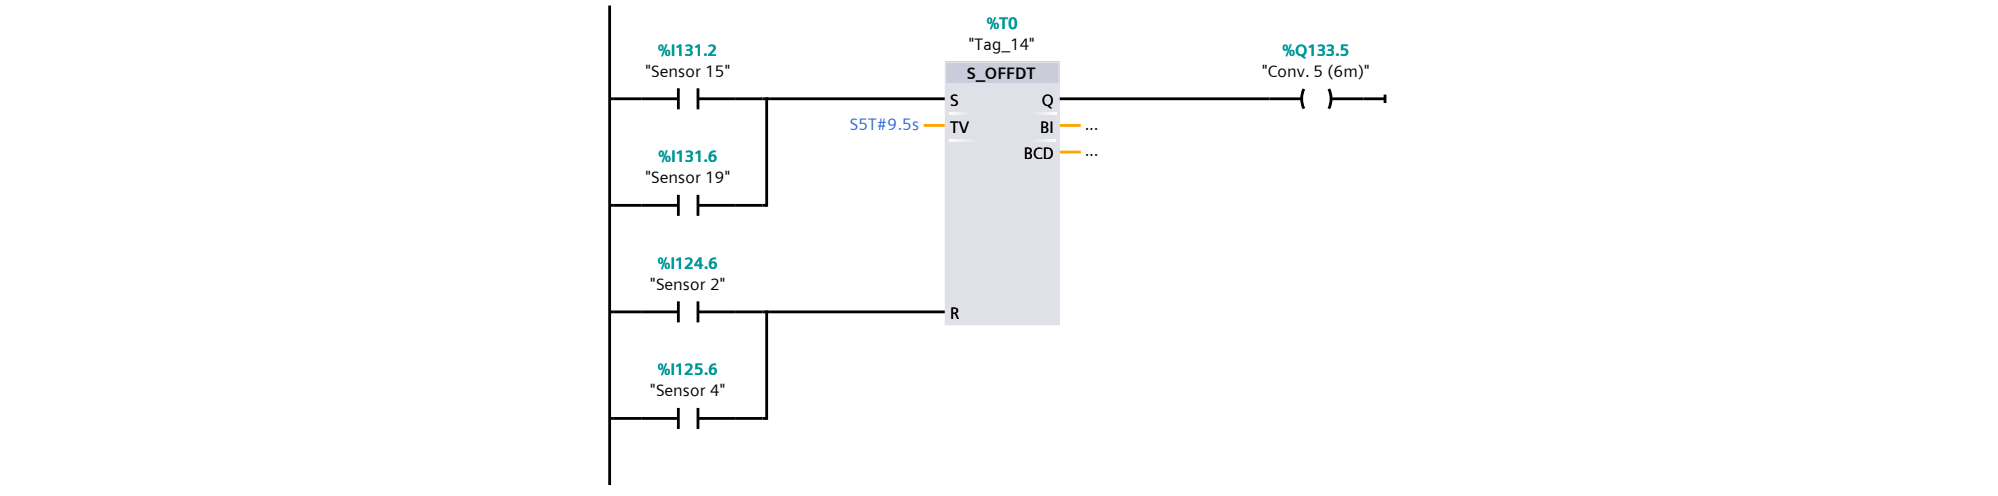 %T0
"Tag_14"
%I131.2
"Sensor 15"
%Q133.5
"Conv. 5 (6m)"
S_OFFDT
S Q
S5T#9.5s TV BI ...
BCD ...
%I131.6
"Sensor 19"
%I124.6
"Sensor 2"
R
%I125.6
"Sensor 4"